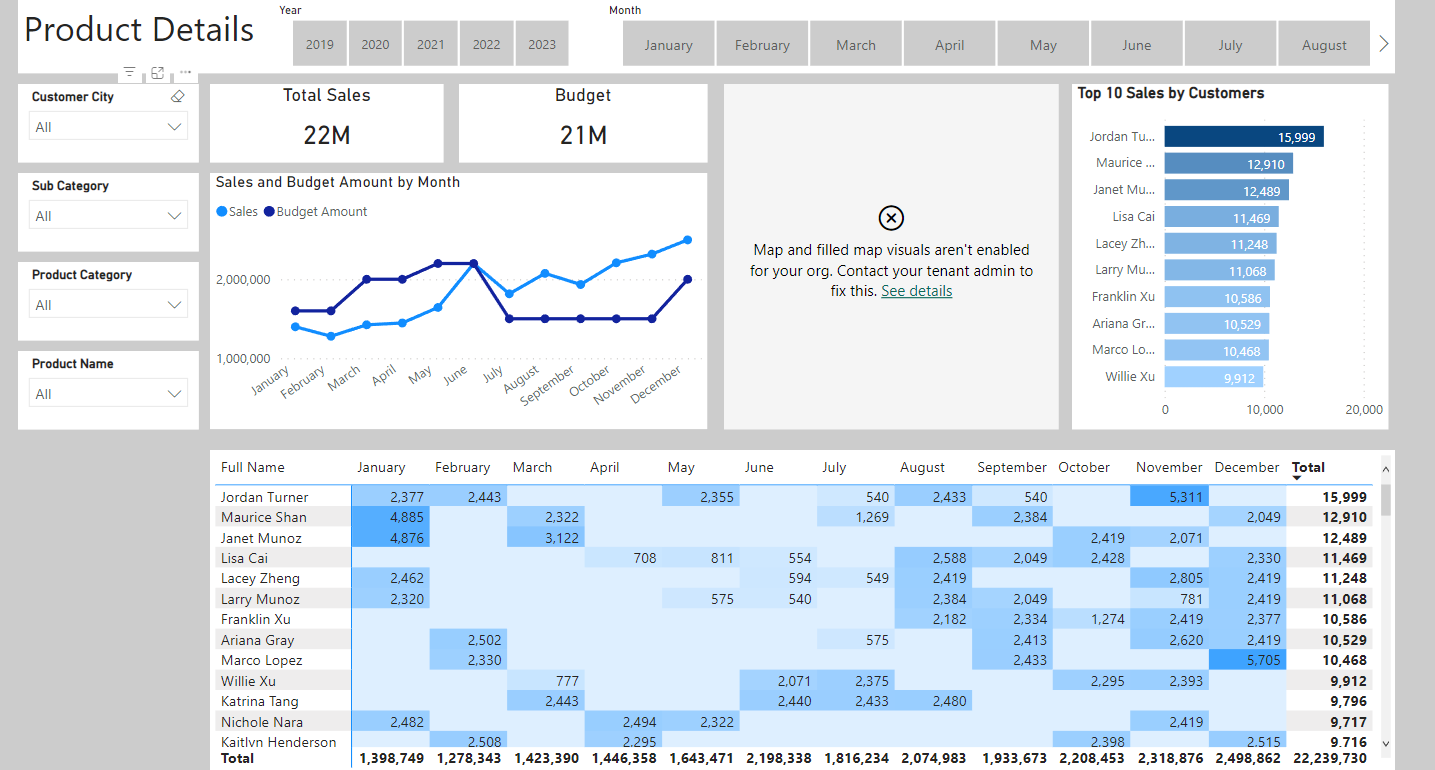 Product Details
Year
2019 2020 2021 2022 2023
Month
January February March April May June July August
Customer City
All
Sub Category
All
Product Category
All
Product Name
All
Total Sales
22M
Budget
21M
Sales and Budget Amount by Month
Sales Budget Amount
2,000,000
1,000,000
January February March April May June July August September October November December
Map and filled map visuals aren't enabled
for your org. Contact your tenant admin to
fix this. See details
Top 10 Sales by Customers
Jordan Tu... 15,999
Maurice ... 12,910
Janet Mu... 12,489
Lisa Cai 11,469
Lacey Zh... 11,248
Larry Mu... 11,068
Franklin Xu 10,586
Ariana Gr... 10,529
Marco Lo... 10,468
Willie Xu 9,912
0 10,000 20,000
Full Name January February March April May June July August September October November December Total
Jordan Turner 2,377 2,443 2,355 540 2,433 540 5,311 15,999
Maurice Shan 4,885 2,322 1,269 2,384 2,049 12,910
Janet Munoz 4,876 3,122 2,419 2,071 12,489
Lisa Cai 708 811 554 2,588 2,049 2,428 2,330 11,469
Lacey Zheng 2,462 594 549 2,419 2,805 2,419 11,248
Larry Munoz 2,320 575 540 2,384 2,049 781 2,419 11,068
Franklin Xu 2,182 2,334 1,274 2,419 2,377 10,586
Ariana Gray 2,502 575 2,413 2,620 2,419 10,529
Marco Lopez 2,330 2,433 5,705 10,468
Willie Xu 777 2,071 2,375 2,295 2,393 9,912
Katrina Tang 2,443 2,440 2,433 2,480 9,796
Nichole Nara 2,482 2,494 2,322 2,419 9,717
Kaitlyn Henderson 2,508 2,295 2,398 2,515 9,716
Total 1,398,749 1,278,343 1,423,390 1,446,358 1,643,471 2,198,338 1,816,234 2,074,983 1,933,673 2,208,453 2,318,876 2,498,862 22,239,730